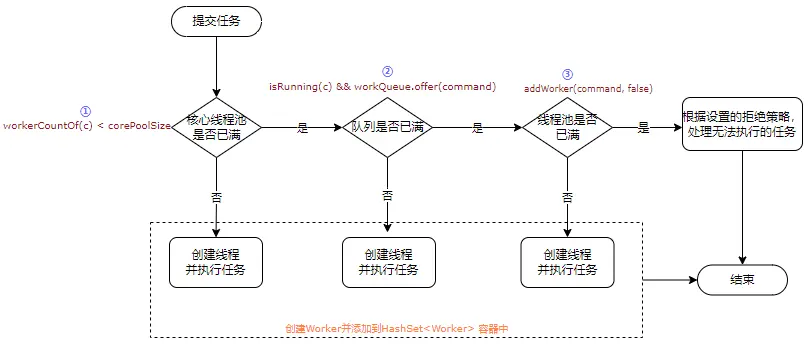 提交任务
①
workerCountOf(c) < corePoolSize
核心线程池
是否已满
是
②
isRunning(c) && workQueue.offer(command)
队列是否已满
是
③
addWorker(command, false)
线程池是否
已满
是
根据设置的拒绝策略，
处理无法执行的任务
否
否
否
创建线程
并执行任务
创建线程
并执行任务
创建线程
并执行任务
结束
创建Worker并添加到HashSet<Worker> 容器中